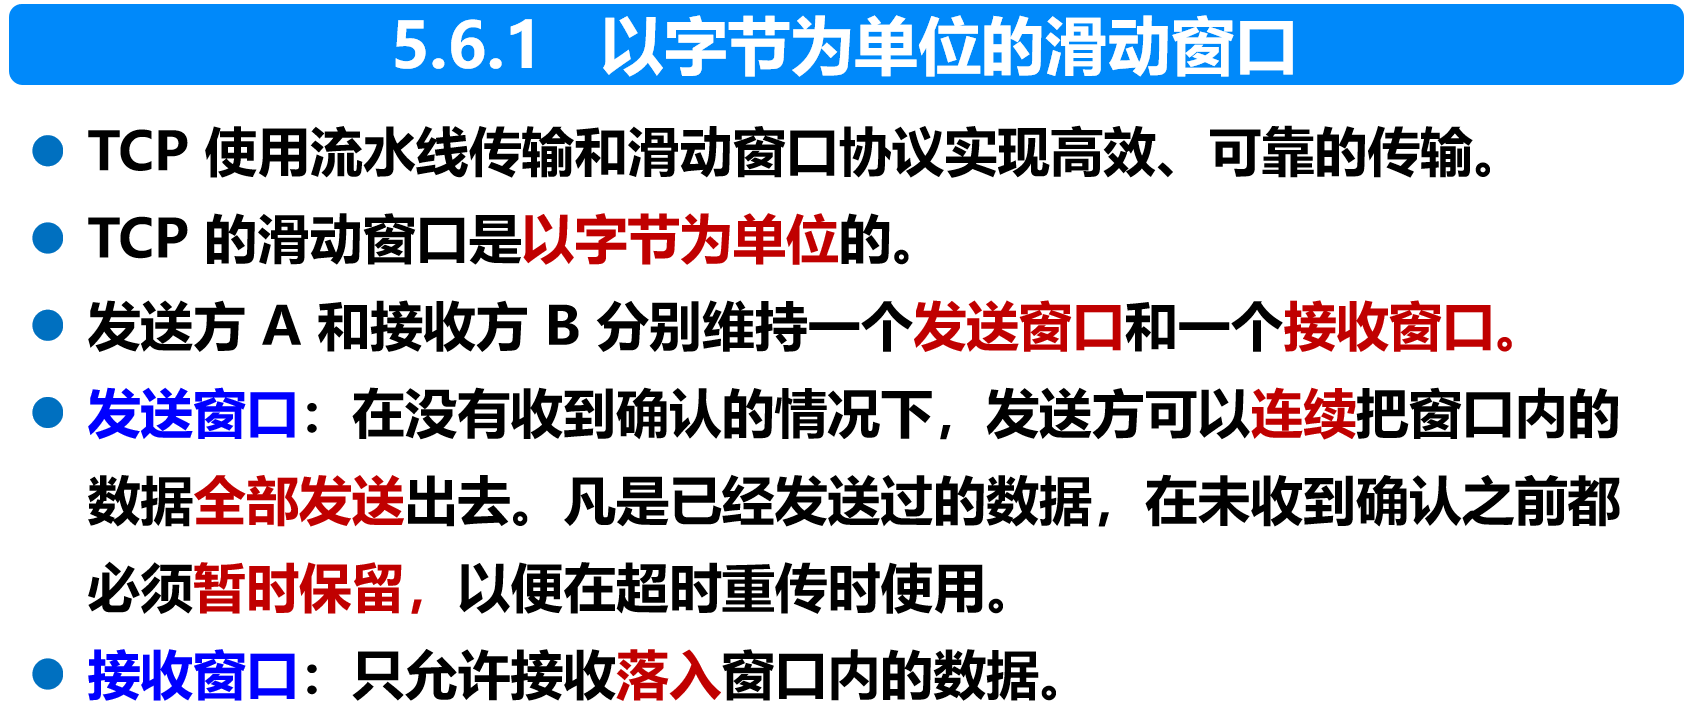 5.6.1 以字节为单位的滑动窗口
TCP 使用流水线传输和滑动窗口协议实现高效、可靠的传输。
TCP 的滑动窗口是以字节为单位的。
发送方 A 和接收方 B 分别维持一个发送窗口和一个接收窗口。
发送窗口：在没有收到确认的情况下，发送方可以连续把窗口内的
数据全部发送出去。凡是已经发送过的数据，在未收到确认之前都
必须暂时保留，以便在超时重传时使用。
接收窗口：只允许接收落入窗口内的数据。